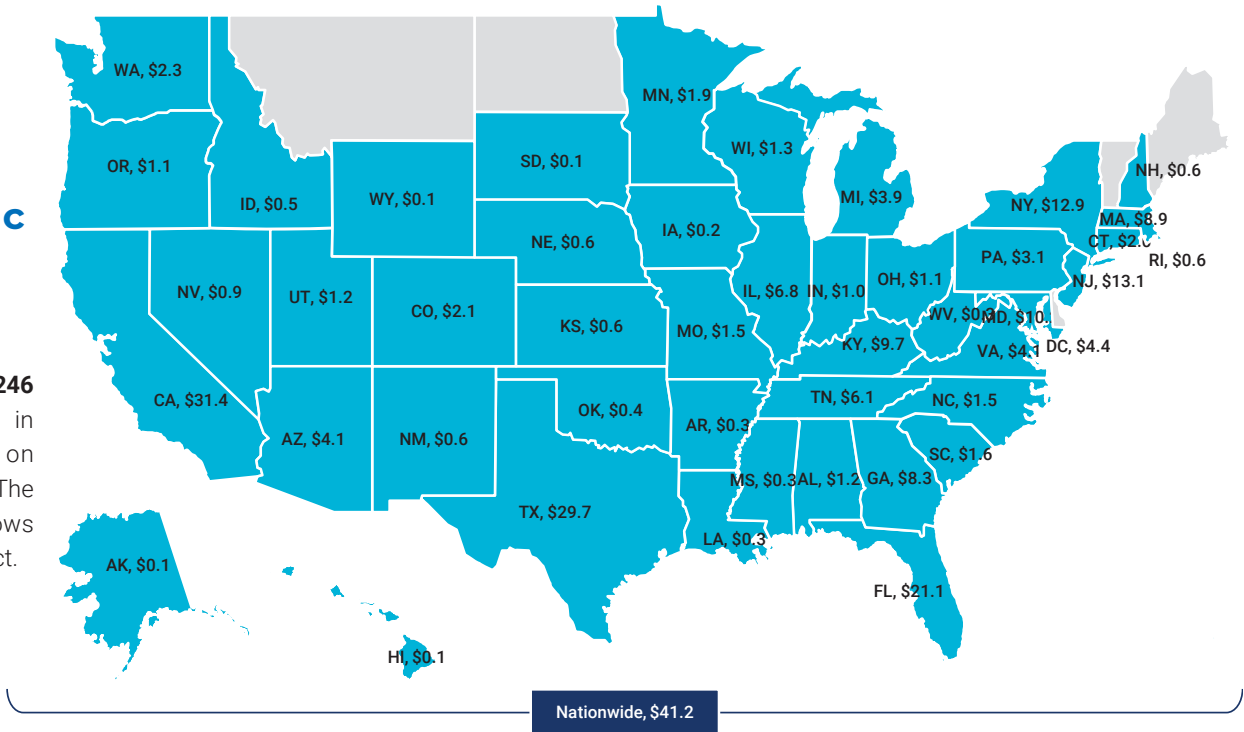 WA, $2.3
MN, $1.9
OR, $1.1
SD, $0.1
WI, $1.3
NH, $0.6
ID, $0.5
WY, $0.1
MI, $3.9
NY, $12.9
MA, $8.9
C
NE, $0.6
IA, $0.2
CT,
PA, $3.1
RI, $0.6
NV, $0.9
UT, $1.2
CO, $2.1
IL, $6.8
IN, $1.0
OH, $1.1
NJ, $13.1
KS, $0.6
MO, $1.5
WV,
MD, $10.
KY, $9.7
VA, $4.1
DC, $4.4
246
in
on
The
ows
ct.
CA, $31.4
AZ, $4.1
NM, $0.6
OK, $0.4
AR, $0.3
TN, $6.1
NC, $1.5
SC, $1.6
MS, $0.3
AL, $1.2
GA, $8.3
TX, $29.7
LA, $0.3
FL, $21.1
AK, $0.1
HI, $0.1
Nationwide, $41.2